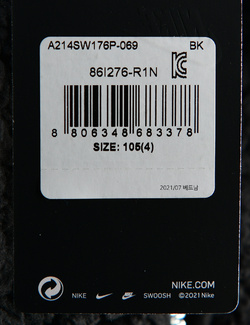 A214SW176P-069 BK
86I276-R1N
8 806348 683378
SIZE: 105(4)
2021/07 베트남
NIKE.COM
NIKE SWOOSH ©2021 Nike